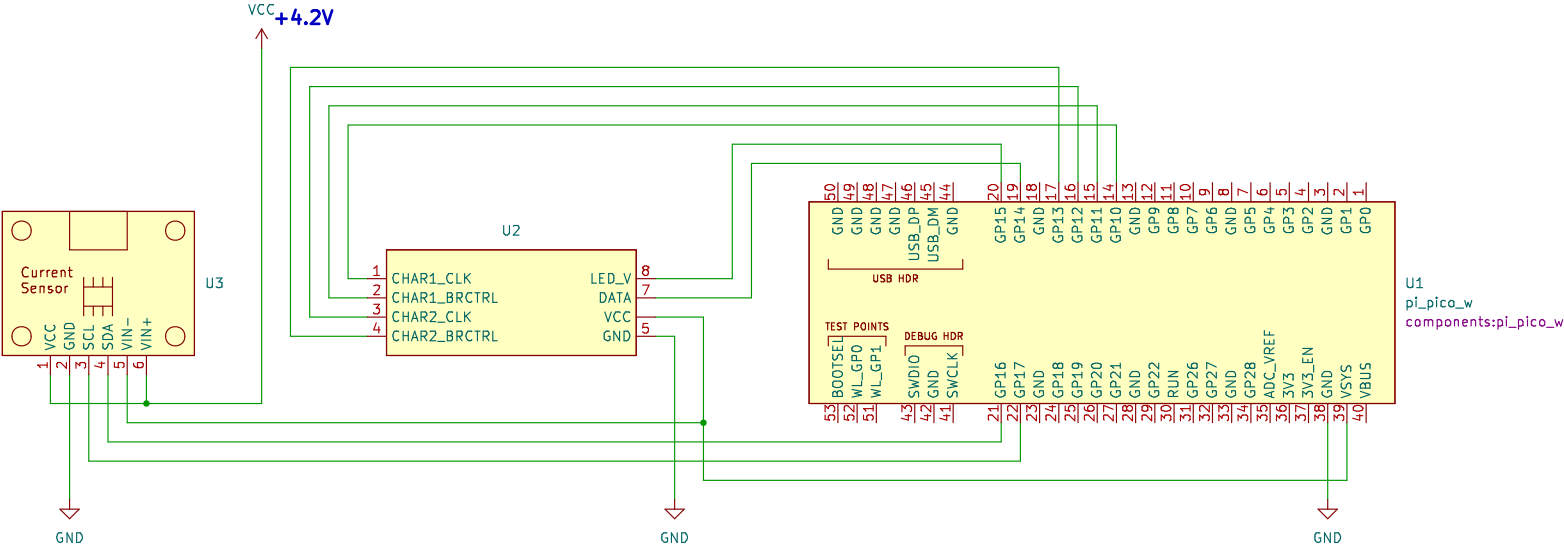 VCC
+4.2V
U3
Current
Sensor
VCC
GND
SCL
SDA
VIN-
VIN+
1
2
3
4
5
6
GND
U2
1
CHAR1_CLK
2
CHAR1_BRCTRL
3
CHAR2_CLK
4
CHAR2_BRCTRL
LED_V
8
DATA
7
VCC
GND
5
GND
50
49
48
47
46
45
44
20
19
18
17
16
15
14
13
12
11
10
9
8
7
6
5
4
3
2
1
GND
GND
GND
GND
USB_DP
USB_DM
GND
GP15
GP14
GND
GP13
GP12
GP11
GP10
GND
GP9
GP8
GP7
GP6
GND
GP5
GP4
GP3
GP2
GND
GP1
GP0
USB HDR
U1
pi_pico_w
components:pi_pico_w
TEST POINTS
DEBUG HDR
BOOTSEL
WL_GP0
WL_GP1
SWDIO
GND
SWCLK
GP16
GP17
GND
GP18
GP19
GP20
GP21
GND
GP22
RUN
GP26
GP27
GND
GP28
ADC_VREF
3V3
3V3_EN
GND
VSYS
VBUS
53
52
51
43
42
41
21
22
23
24
25
26
27
28
29
30
31
32
33
34
35
36
37
38
39
40
GND